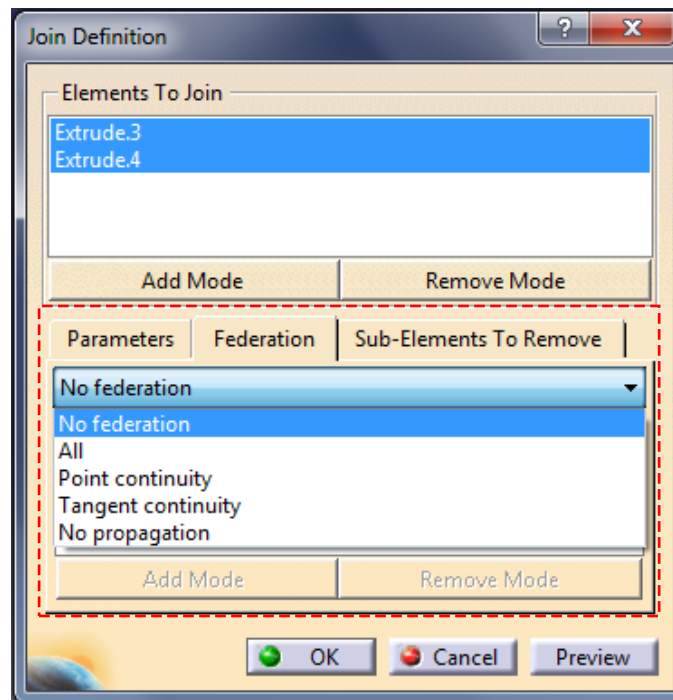 Join Definition
?
X
Elements To Join
Extrude.3
Extrude.4
Add Mode
Remove Mode
Parameters
Federation
Sub-Elements To Remove
No federation
No federation
All
Point continuity
Tangent continuity
No propagation
Add Mode
Remove Mode
OK
Cancel
Preview